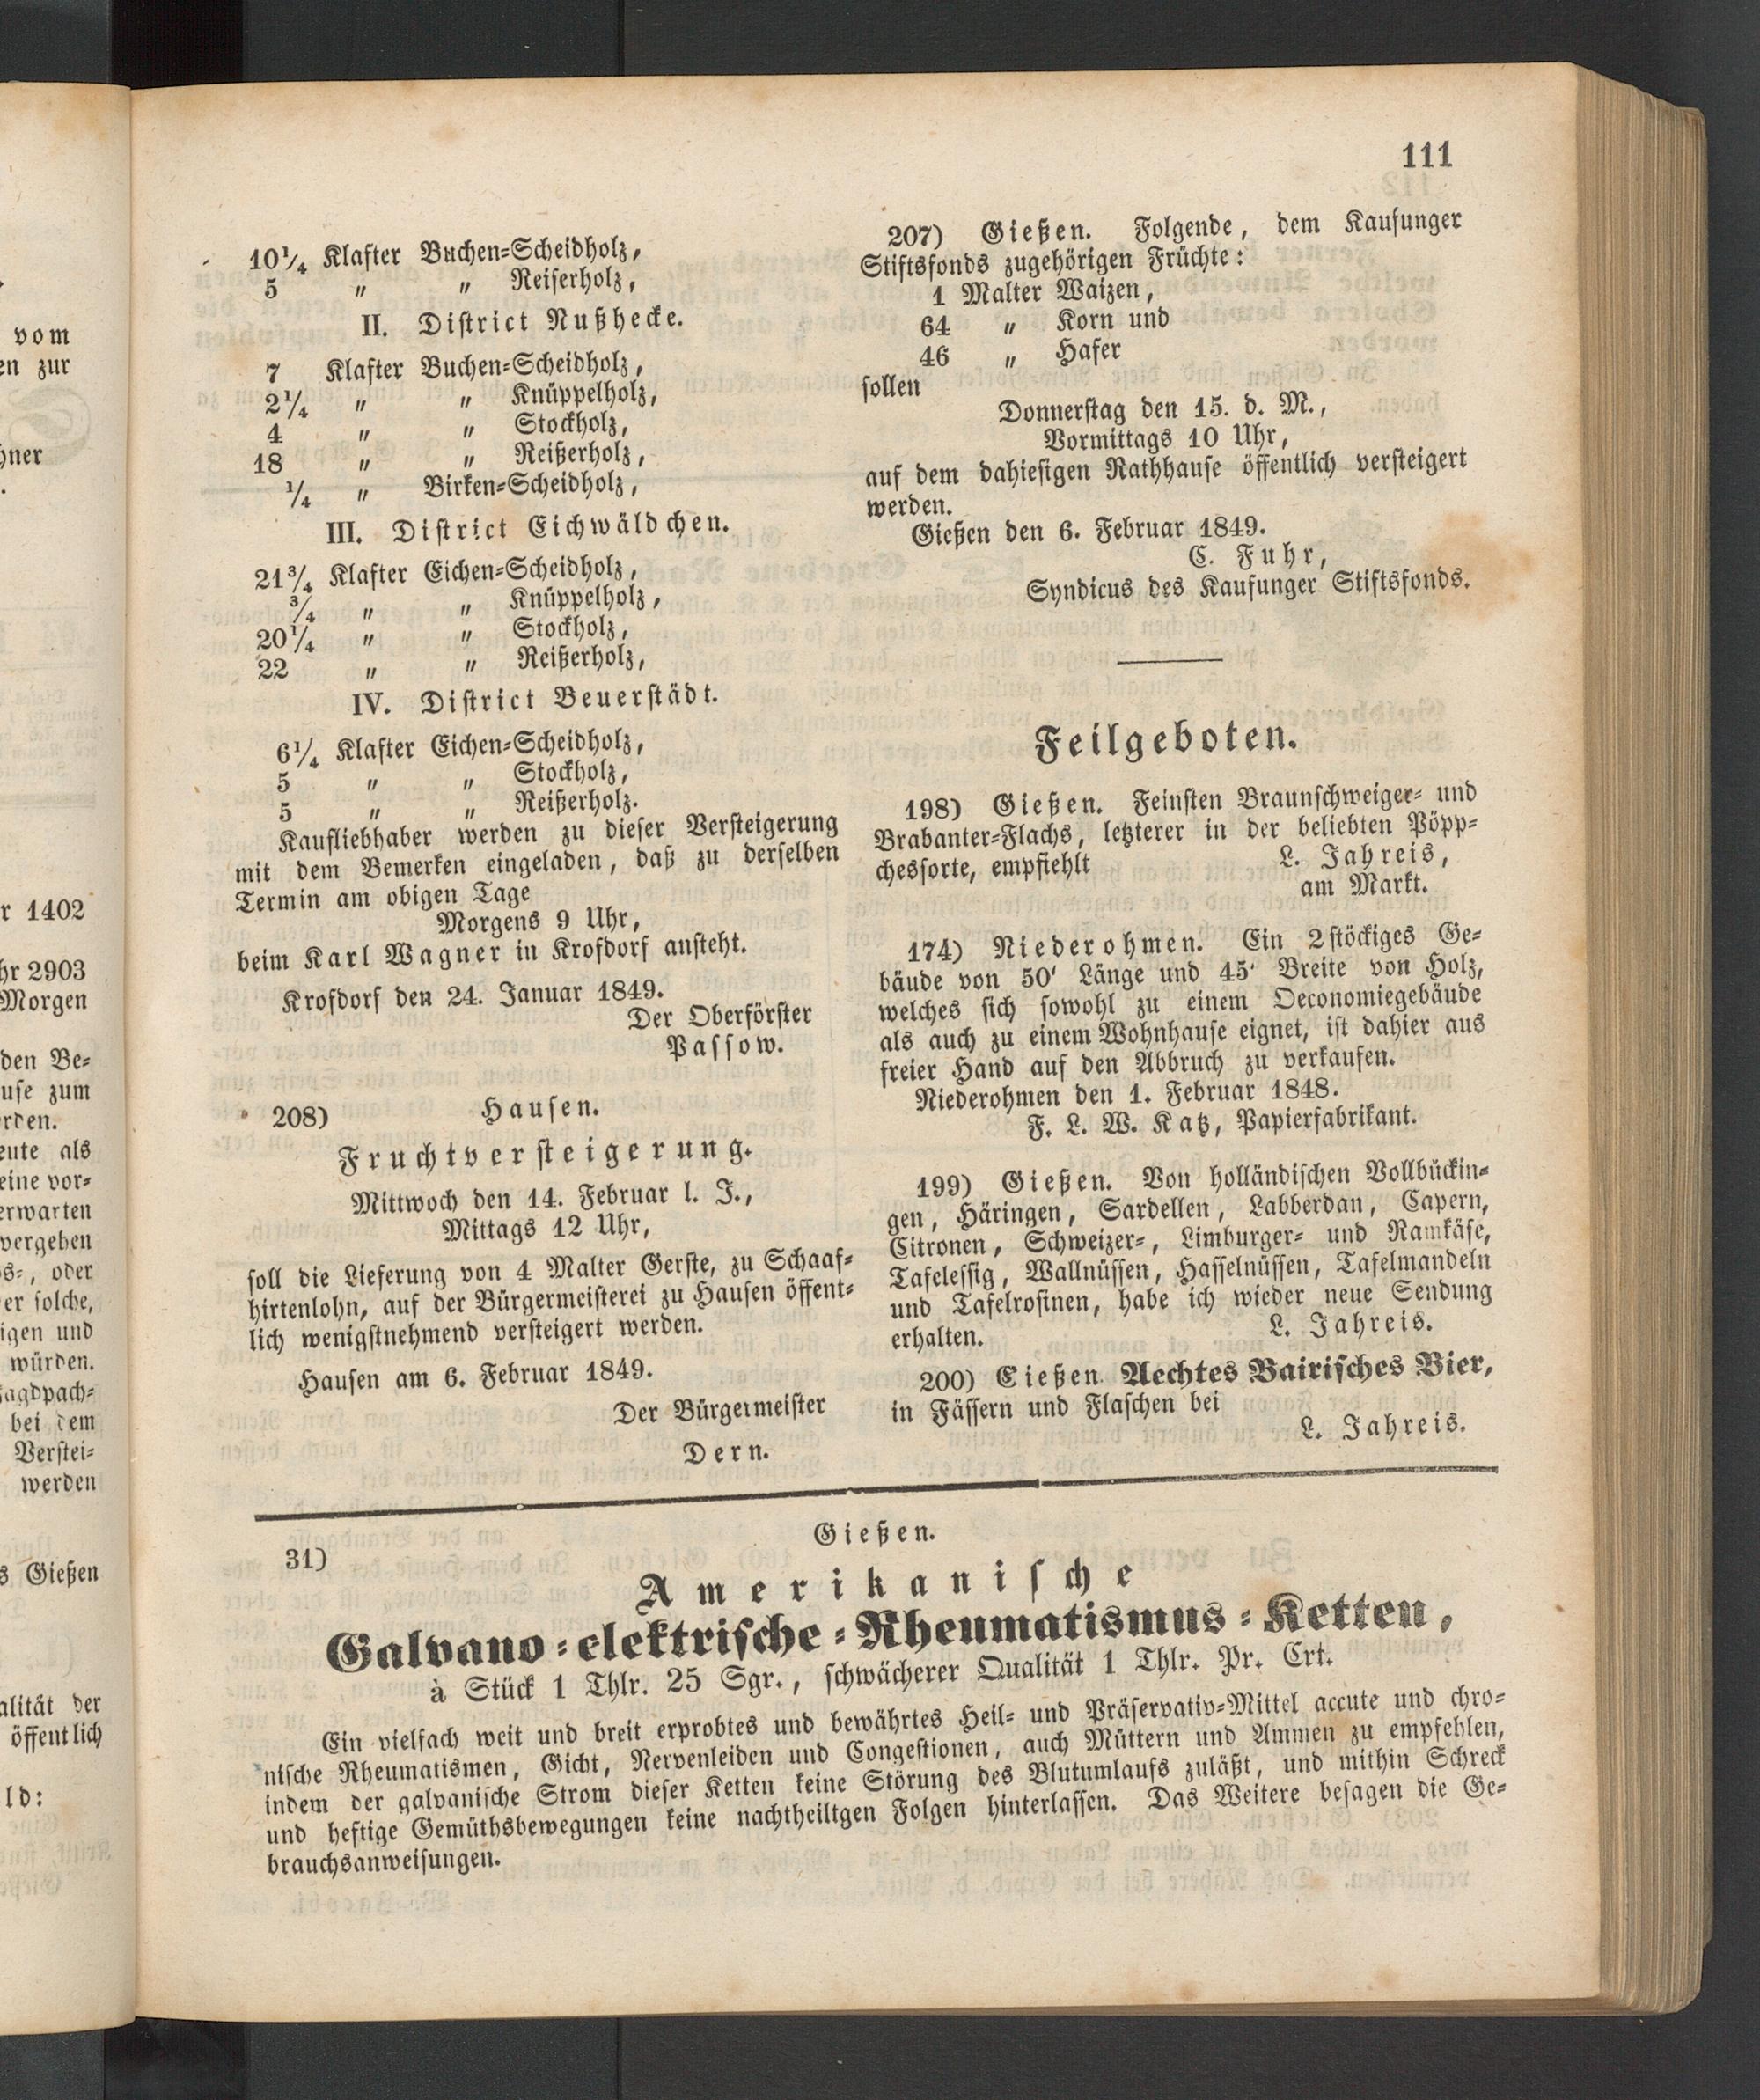 111
10¼ Klafter Buchen-Scheidholz,
5 „ „ Reiserholz,
II. District Nußhecke.
7 Klafter Buchen-Scheidholz,
2¼ „ „ Knüppelholz,
4 „ „ Stockholz,
18 „ „ Reißerholz,
¼ „ Birken-Scheidholz,
III. District Eichwäldchen.
21¾ Klafter Eichen-Scheidholz,
¾ „ „ Knüppelholz,
20¼ „ „ Stockholz,
22 „ „ Reißerholz,
IV. District Beuerstädt.
6¼ Klafter Eichen-Scheidholz,
5 „ „ Stockholz,
5 „ „ Reißerholz.
Kaufliebhaber werden zu dieser Versteigerung
mit dem Bemerken eingeladen, daß zu derselben
Termin am obigen Tage
Morgens 9 Uhr,
beim Karl Wagner in Krofdorf ansteht.
Krofdorf den 24. Januar 1849.
Der Oberförster
Passow.
208) Hausen.
Fruchtversteigerung.
Mittwoch den 14. Februar l. J.,
Mittags 12 Uhr,
soll die Lieferung von 4 Malter Gerste, zu Schaaf-
hirtenlohn, auf der Bürgermeisterei zu Hausen öffent-
lich wenigstnehmend versteigert werden.
Hausen am 6. Februar 1849.
Der Bürgermeister
Dern.
207) Gießen. Folgende, dem Kaufunger
Stiftsfonds zugehörigen Früchte:
1 Malter Waizen,
64 „ Korn und
46 „ Hafer
sollen
Donnerstag den 15. d. M.,
Vormittags 10 Uhr,
auf dem dahiesigen Rathhause öffentlich versteigert
werden.
Gießen den 6. Februar 1849.
C. Fuhr,
Syndicus des Kaufunger Stiftsfonds.
Feilgeboten.
198) Gießen. Feinsten Braunschweiger- und
Brabanter-Flachs, letzterer in der beliebten Pöpp-
chessorte, empfiehlt L. Jahreis,
am Markt.
174) Niederohmen. Ein 2stöckiges Ge-
bäude von 50' Länge und 45' Breite von Holz,
welches sich sowohl zu einem Oeconomiegebäude
als auch zu einem Wohnhause eignet, ist dahier aus
freier Hand auf den Abbruch zu verkaufen.
Niederohmen den 1. Februar 1848.
F. L. W. Katz, Papierfabrikant.
199) Gießen. Von holländischen Vollbückin-
gen, Häringen, Sardellen, Labberdan, Capern,
Citronen, Schweizer-, Limburger- und Ramkäse,
Tafelessig, Wallnüssen, Hasselnüssen, Tafelmandeln
und Tafelrosinen, habe ich wieder neue Sendung
erhalten. L. Jahreis.
200) Gießen Aechtes Bairisches Bier,
in Fässern und Flaschen bei
L. Jahreis.
31) Gießen.
Amerikanische
Galvano-elektrische-Rheumatismus-Ketten,
à Stück 1 Thlr. 25 Sgr., schwächerer Qualität 1 Thlr. Pr. Crt.
Ein vielfach weit und breit erprobtes und bewährtes Heil- und Präservativ-Mittel accute und chro-
nische Rheumatismen, Gicht, Nervenleiden und Congestionen, auch Müttern und Ammen zu empfehlen,
indem der galvanische Strom dieser Ketten keine Störung des Blutumlaufs zuläßt, und mithin Schreck
und heftige Gemüthsbewegungen keine nachtheiltgen Folgen hinterlassen. Das Weitere besagen die Ge-
brauchsanweisungen.